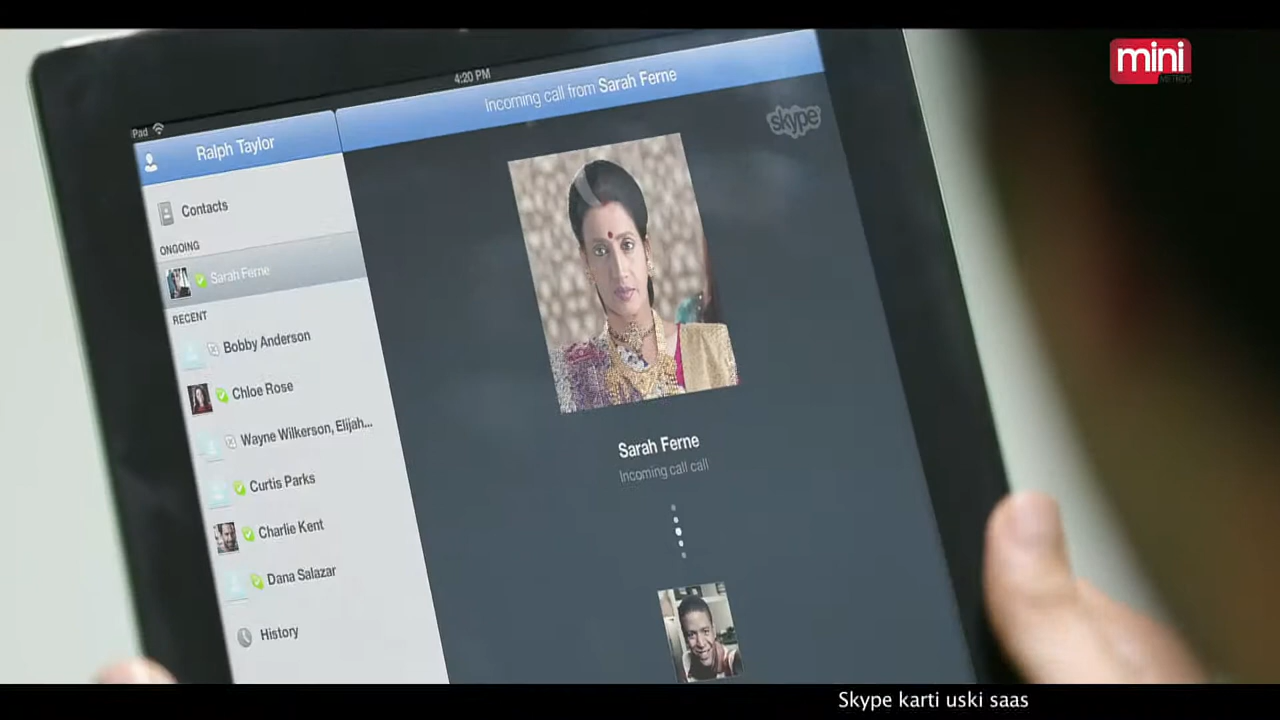 mini
METROS
Pad
4:20 PM
Incoming call from Sarah Ferne
Ralph Taylor
skype
Contacts
ONGOING
Sarah Ferne
RECENT
Bobby Anderson
Chloe Rose
Wayne Wilkerson, Elijah...
Curtis Parks
Charlie Kent
Dana Salazar
History
Sarah Ferne
Incoming call call
Skype karti uski saas